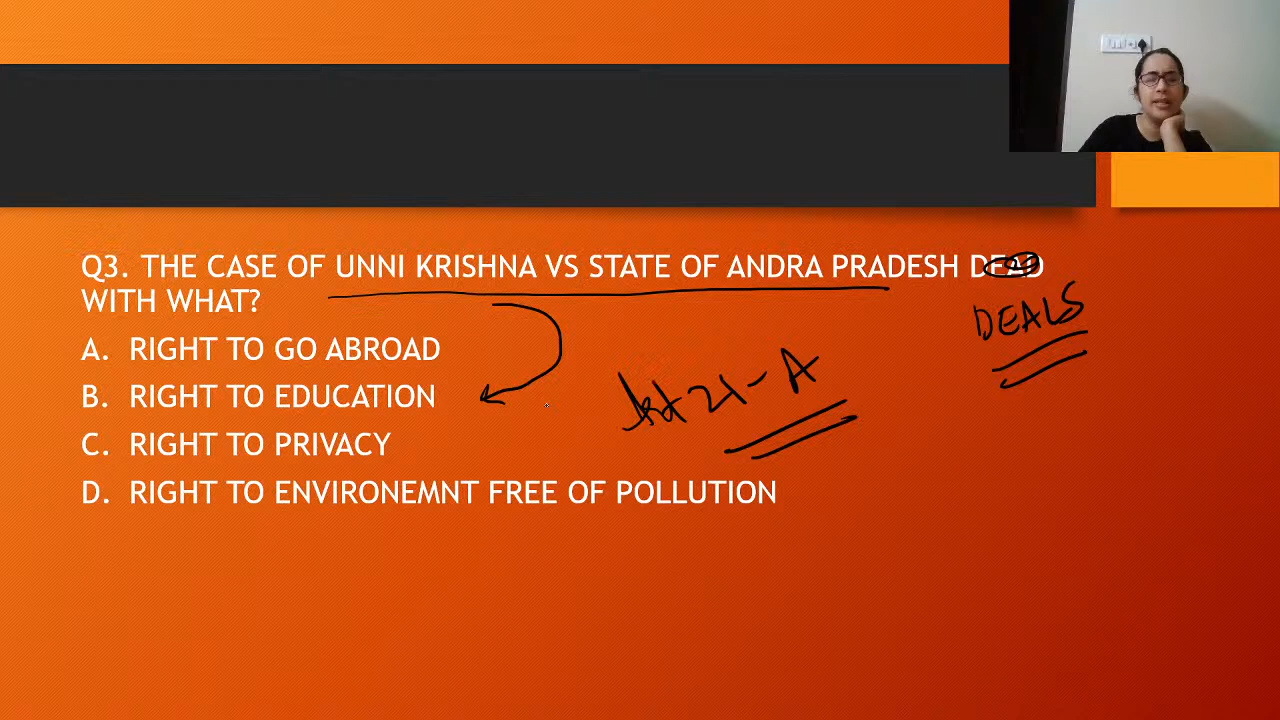 Q3. THE CASE OF UNNI KRISHNA VS STATE OF ANDRA PRADESH
WITH WHAT?
DEALS
A. RIGHT TO GO ABROAD
B. RIGHT TO EDUCATION
21-A
C. RIGHT TO PRIVACY
D. RIGHT TO ENVIRONEMNT FREE OF POLLUTION